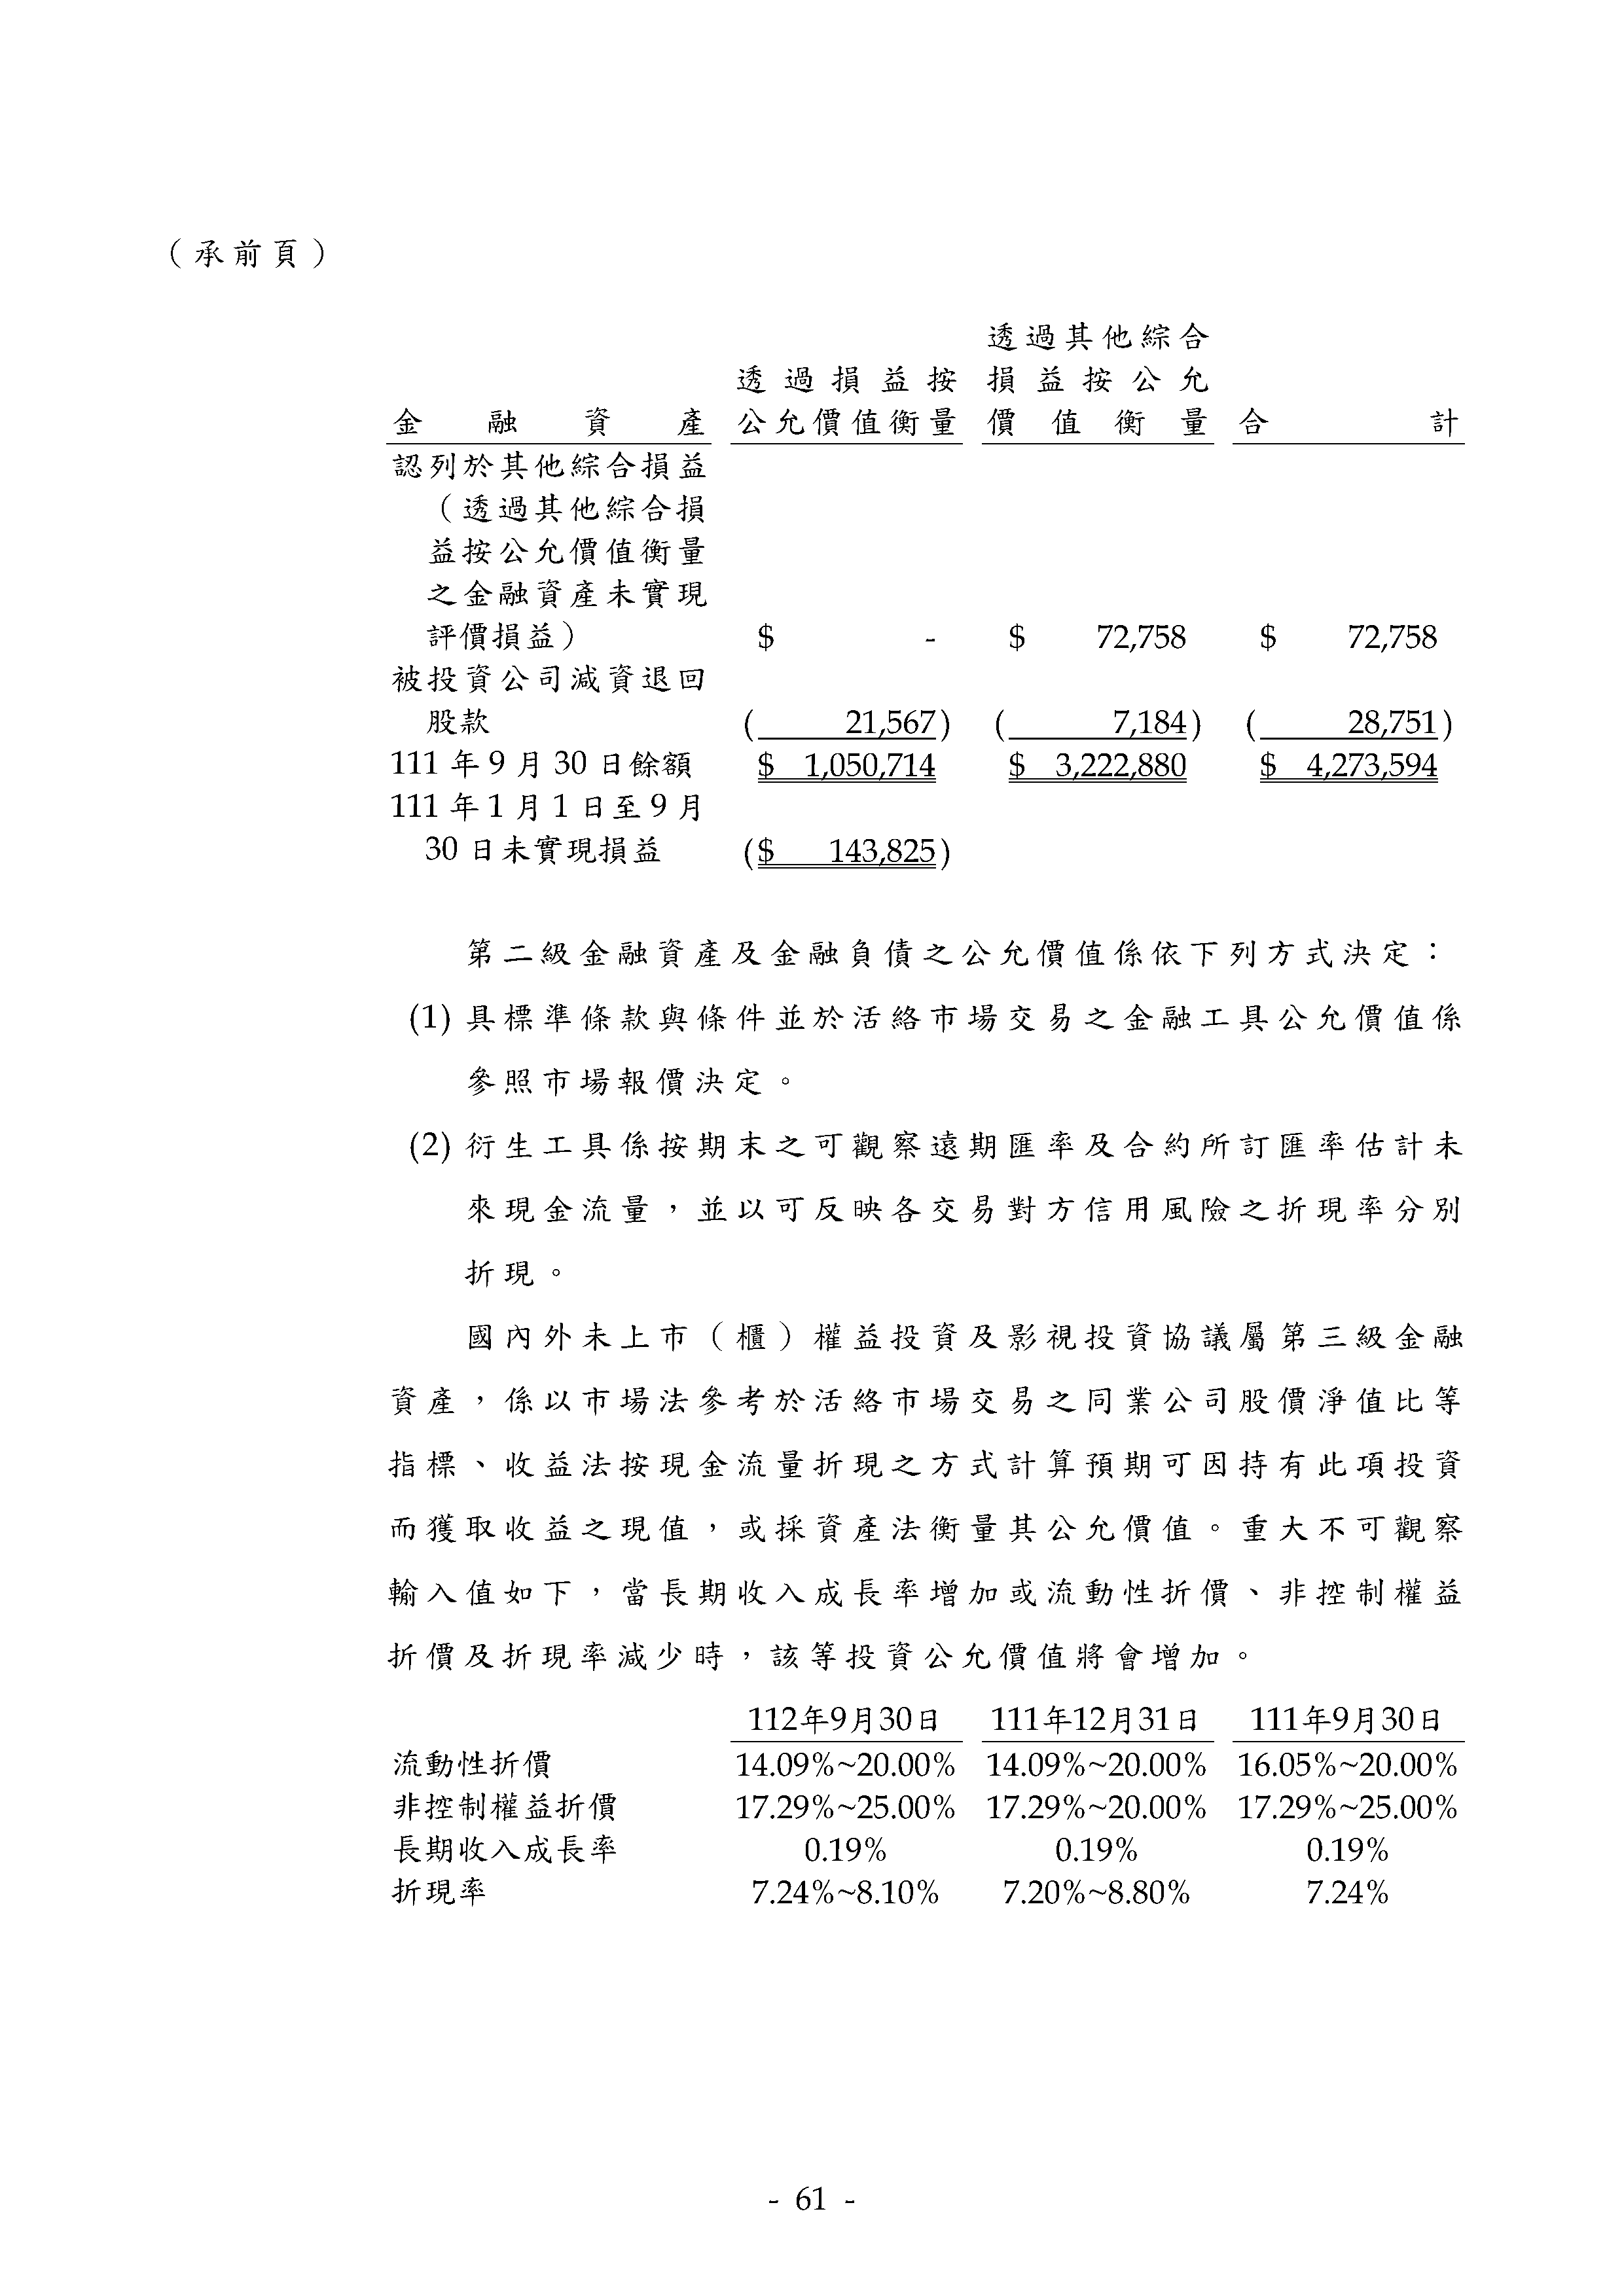 （承前頁）
透過其他綜合
透過損益按 損益按公允
金融資產 公允價值衡量 價值衡量 合計
認列於其他綜合損益
（透過其他綜合損
益按公允價值衡量
之金融資產未實現
評價損益） $ - $ 72,758 $ 72,758
被投資公司減資退回
股款 ( 21,567) ( 7,184) ( 28,751)
111 年 9 月 30 日餘額 $ 1,050,714 $ 3,222,880 $ 4,273,594
111 年 1 月 1 日至 9 月
30 日未實現損益 ($ 143,825)
第二級金融資產及金融負債之公允價值係依下列方式決定：
(1) 具標準條款與條件並於活絡市場交易之金融工具公允價值係
參照市場報價決定。
(2) 衍生工具係按期末之可觀察遠期匯率及合約所訂匯率估計未
來現金流量，並以可反映各交易對方信用風險之折現率分別
折現。
國內外未上市（櫃）權益投資及影視投資協議屬第三級金融
資產，係以市場法參考於活絡市場交易之同業公司股價淨值比等
指標、收益法按現金流量折現之方式計算預期可因持有此項投資
而獲取收益之現值，或採資產法衡量其公允價值。重大不可觀察
輸入值如下，當長期收入成長率增加或流動性折價、非控制權益
折價及折現率減少時，該等投資公允價值將會增加。
112年9月30日 111年12月31日 111年9月30日
流動性折價 14.09%~20.00% 14.09%~20.00% 16.05%~20.00%
非控制權益折價 17.29%~25.00% 17.29%~20.00% 17.29%~25.00%
長期收入成長率 0.19% 0.19% 0.19%
折現率 7.24%~8.10% 7.20%~8.80% 7.24%
- 61 -